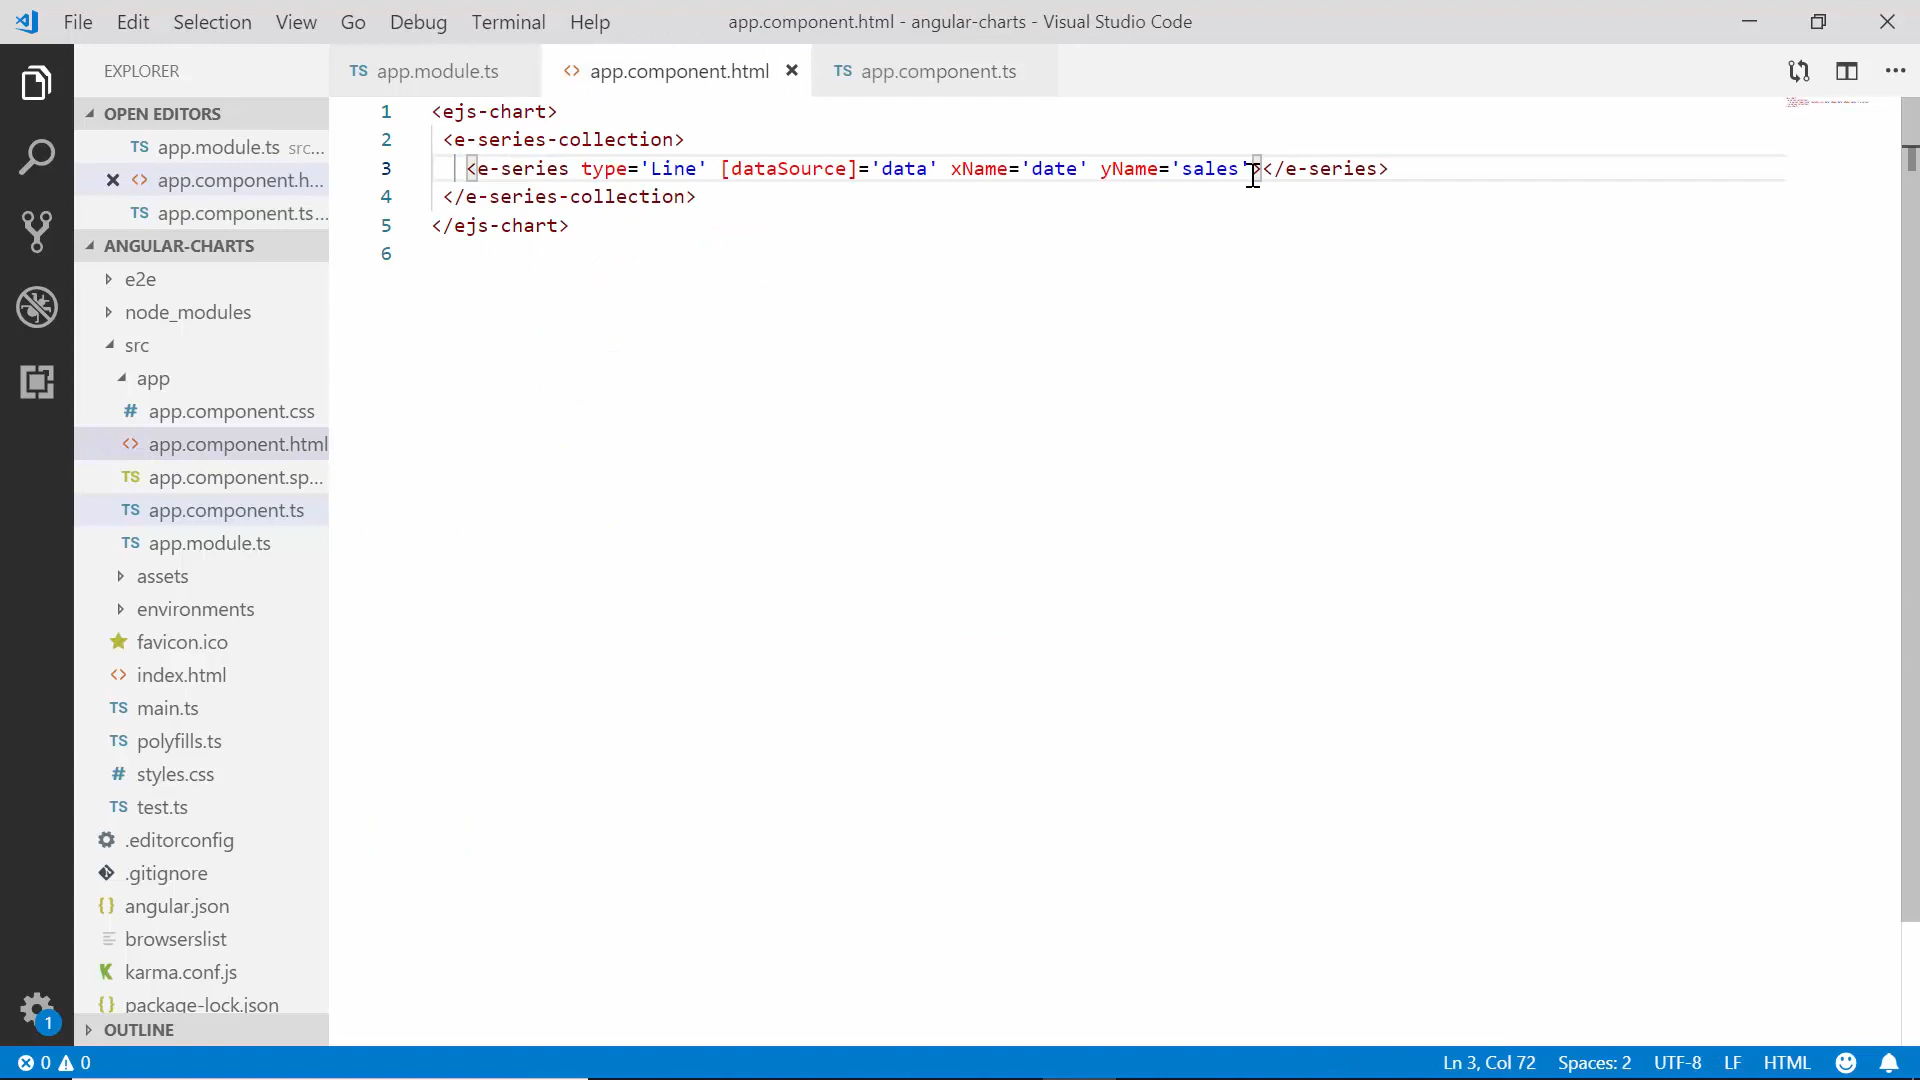 File Edit Selection View Go Debug Terminal Help app.component.html - angular-charts - Visual Studio Code
EXPLORER
TS app.module.ts <> app.component.html TS app.component.ts
OPEN EDITORS
TS app.module.ts src...
<> app.component.h...
TS app.component.ts...
ANGULAR-CHARTS
e2e
node_modules
src
app
# app.component.css
<> app.component.html
TS app.component.sp...
TS app.component.ts
TS app.module.ts
assets
environments
favicon.ico
<> index.html
TS main.ts
TS polyfills.ts
# styles.css
TS test.ts
.editorconfig
.gitignore
{} angular.json
browserslist
K karma.conf.js
{} package-lock.json
OUTLINE
1 <ejs-chart>
2 <e-series-collection>
3 <e-series type='Line' [dataSource]='data' xName='date' yName='sales'></e-series>
4 </e-series-collection>
5 </ejs-chart>
6
1
0 0 Ln 3, Col 72 Spaces: 2 UTF-8 LF HTML